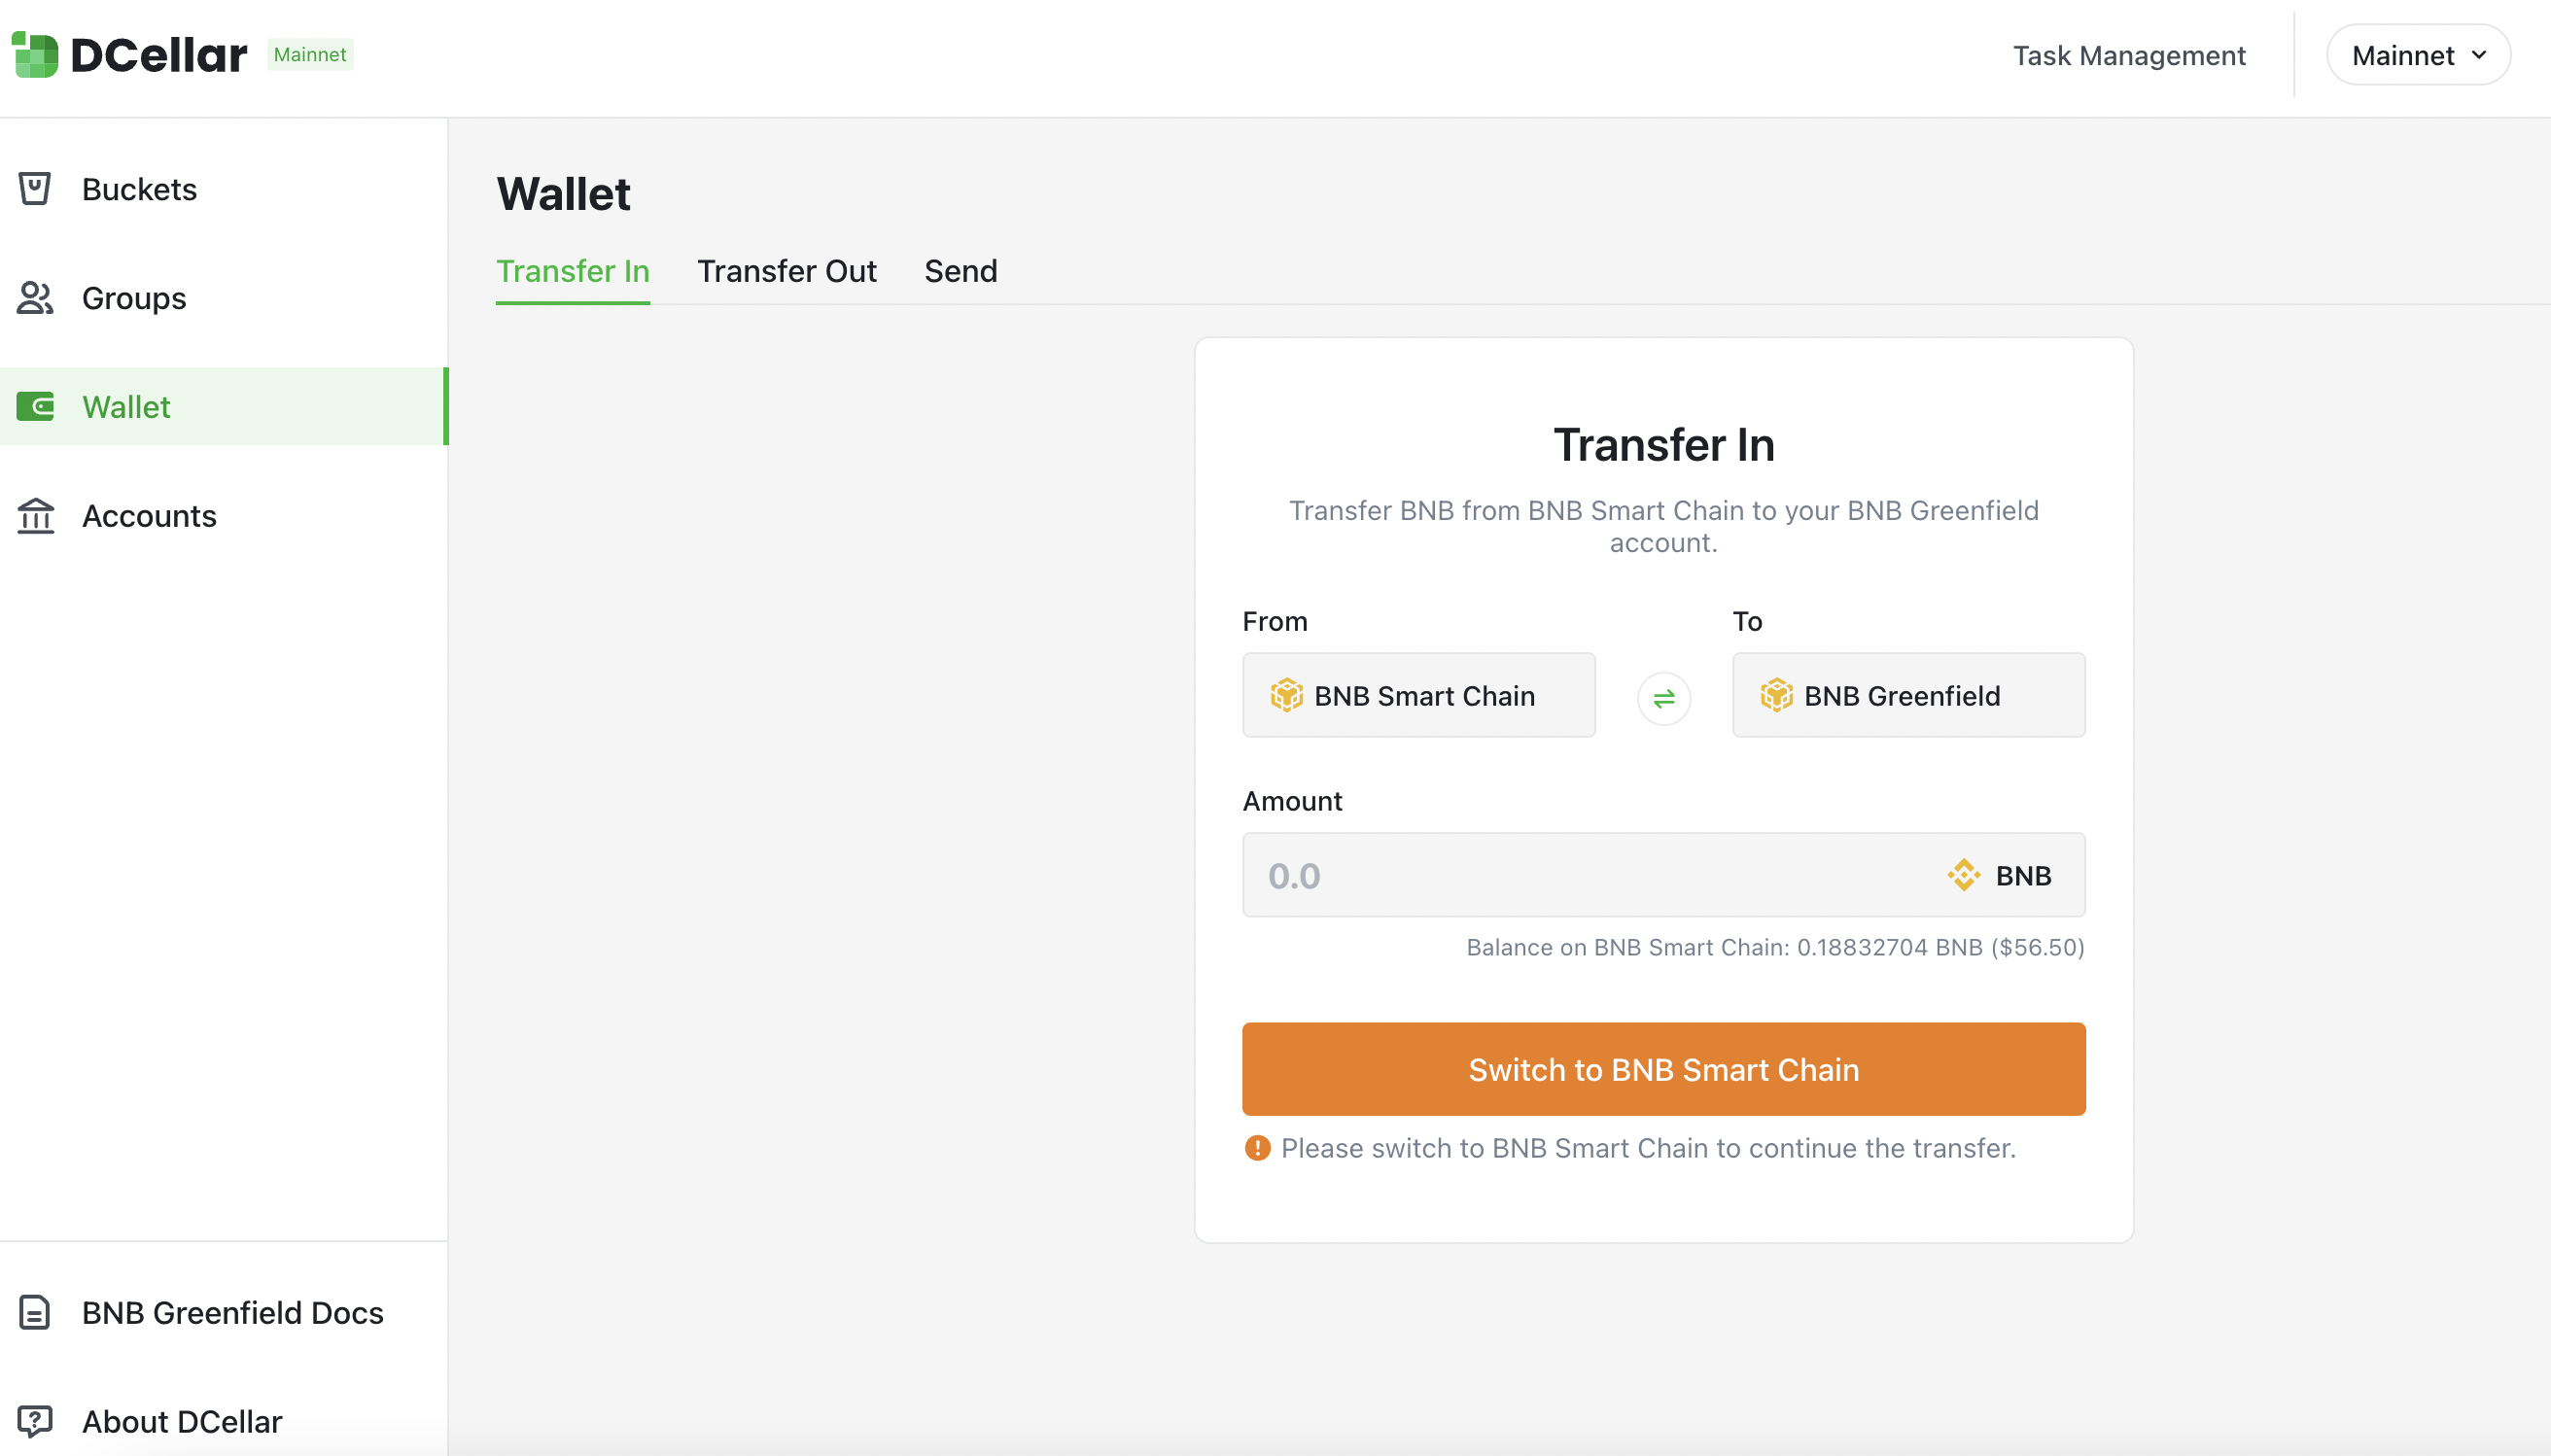 DCellar Mainnet
Task Management
Mainnet
Buckets
Groups
Wallet
Accounts
BNB Greenfield Docs
About DCellar
Wallet
Transfer In Transfer Out Send
Transfer In
Transfer BNB from BNB Smart Chain to your BNB Greenfield
account.
From To
BNB Smart Chain BNB Greenfield
Amount
0.0 BNB
Balance on BNB Smart Chain: 0.18832704 BNB ($56.50)
Switch to BNB Smart Chain
Please switch to BNB Smart Chain to continue the transfer.